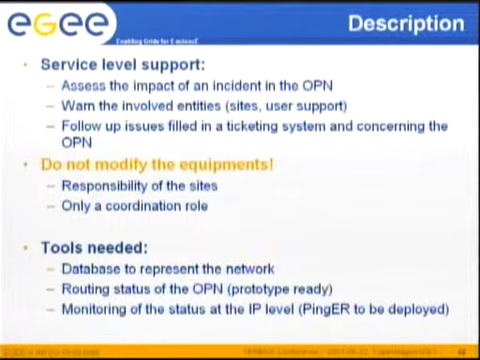 Description
eGee
Enabling Grids for E-sciencE
Service level support:
– Assess the impact of an incident in the OPN
– Warn the involved entities (sites, user support)
– Follow up issues filled in a ticketing system and concerning the
OPN
Do not modify the equipments!
– Responsibility of the sites
– Only a coordination role
Tools needed:
– Database to represent the network
– Routing status of the OPN (prototype ready)
– Monitoring of the status at the IP level (PingER to be deployed)